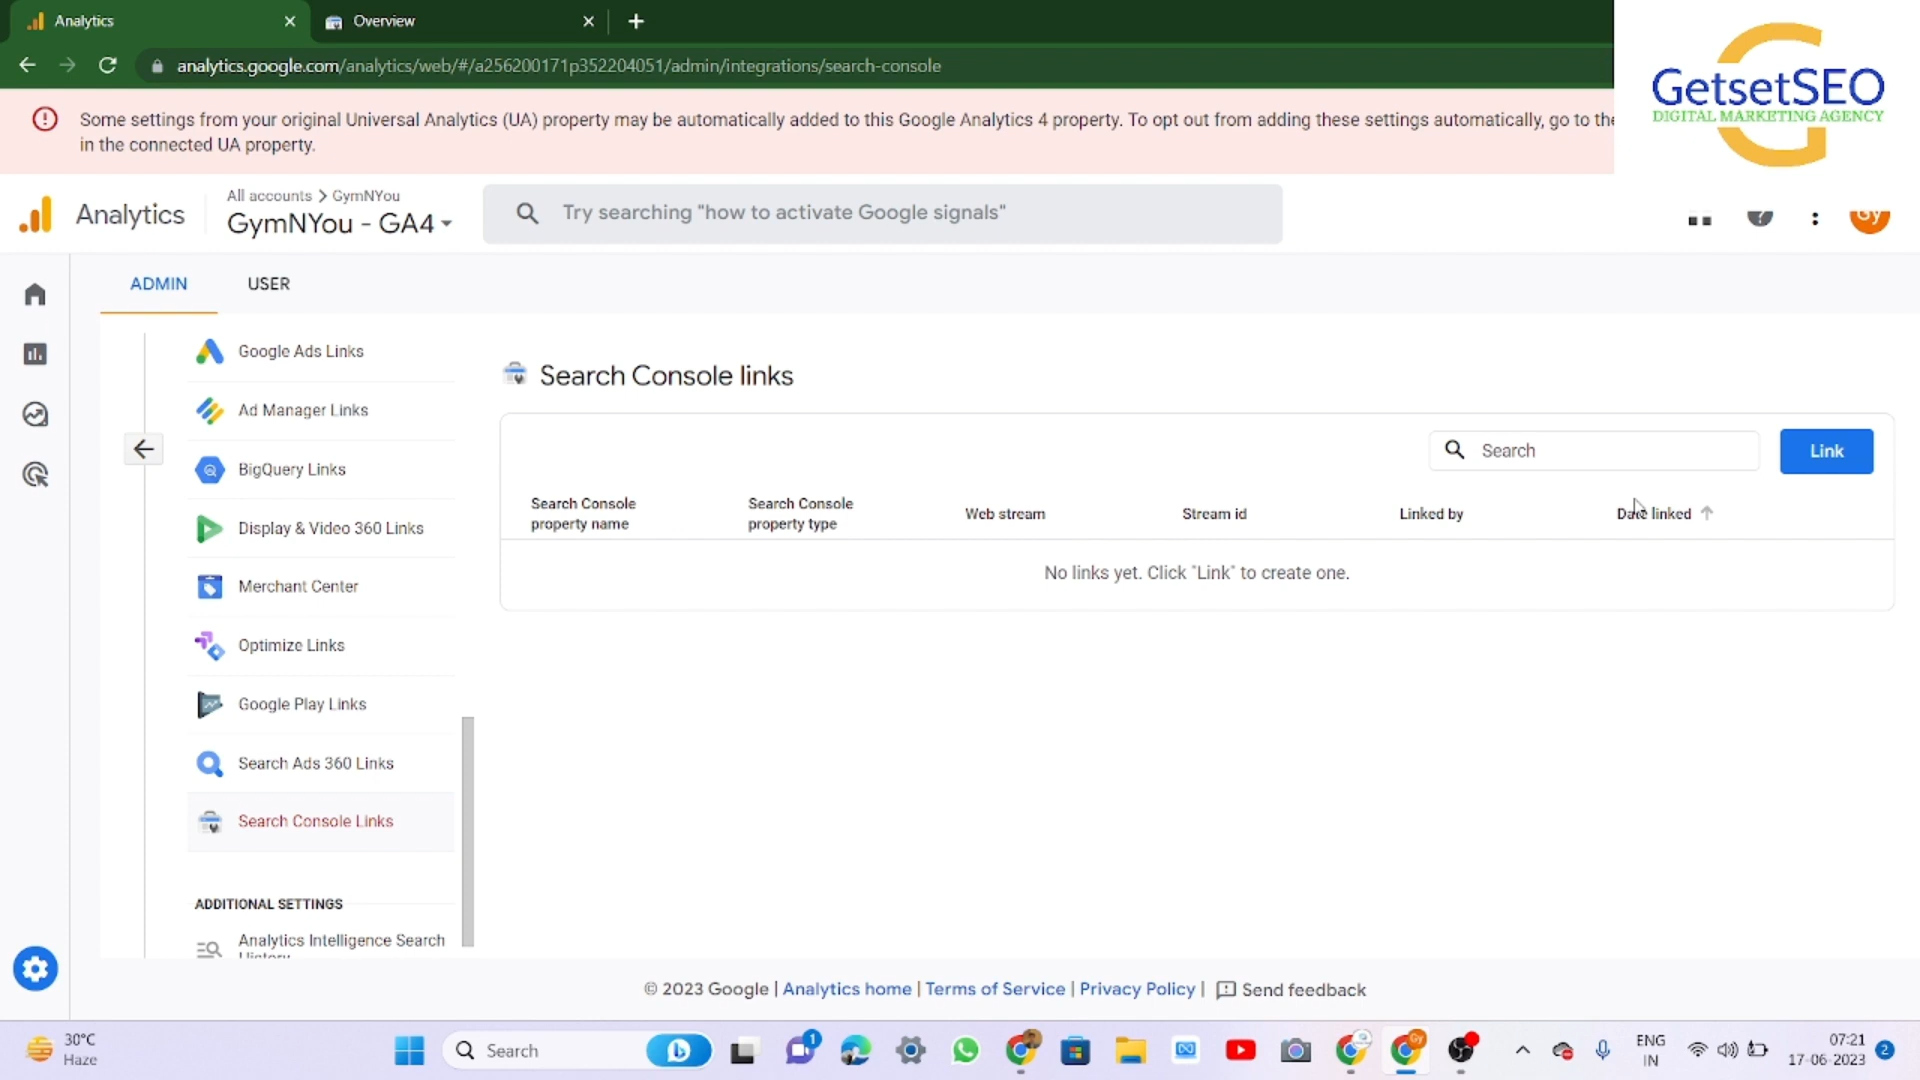 Analytics
Overview
analytics.google.com/analytics/web/#/a256200171p352204051/admin/integrations/search-console
GetsetSEO
DIGITAL MARKETING AGENCY
Some settings from your original Universal Analytics (UA) property may be automatically added to this Google Analytics 4 property. To opt out from adding these settings automatically, go to the
in the connected UA property.
Analytics
All accounts > GymNYou
GymNYou - GA4
Try searching "how to activate Google signals"
Gy
ADMIN
USER
Google Ads Links
Ad Manager Links
BigQuery Links
Display & Video 360 Links
Merchant Center
Optimize Links
Google Play Links
Search Ads 360 Links
Search Console Links
ADDITIONAL SETTINGS
Analytics Intelligence Search
History
Search Console links
Search
Link
Search Console
property name
Search Console
property type
Web stream
Stream id
Linked by
Date linked
No links yet. Click "Link" to create one.
© 2023 Google | Analytics home | Terms of Service | Privacy Policy | Send feedback
30°C
Haze
Search
1
Gy
ENG
IN
07:21
17-06-2023
2